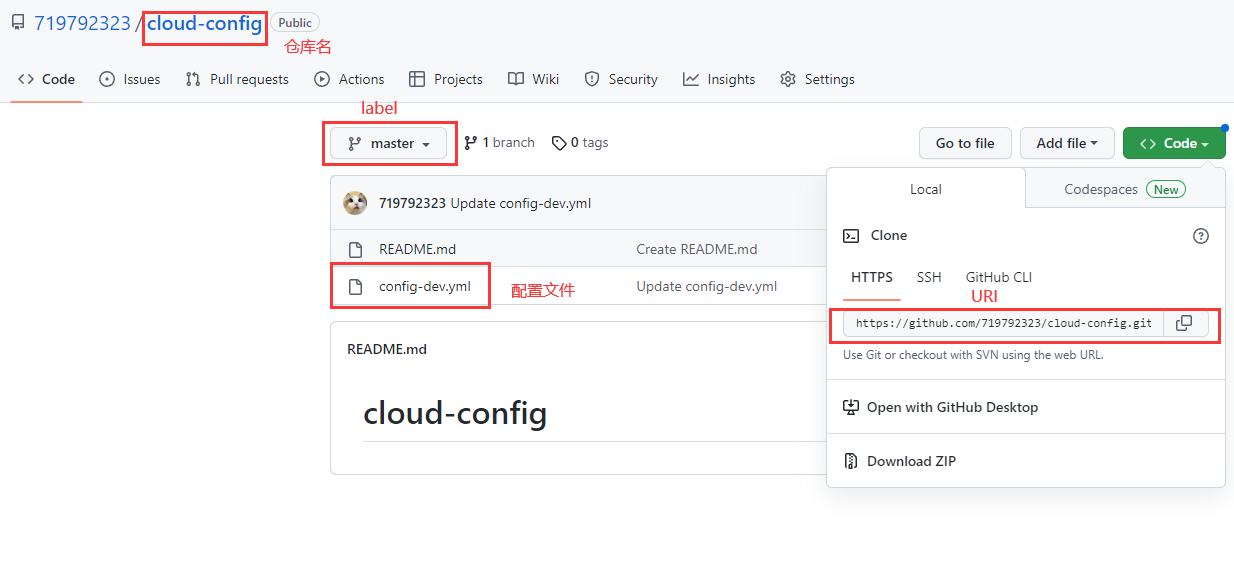 719792323 / cloud-config Public
仓库名
Code Issues Pull requests Actions Projects Wiki Security Insights Settings
label
master 1 branch 0 tags Go to file Add file Code
Local Codespaces New
719792323 Update config-dev.yml
Clone
README.md Create README.md
HTTPS SSH GitHub CLI
config-dev.yml 配置文件 Update config-dev.yml
URI
https://github.com/719792323/cloud-config.git
Use Git or checkout with SVN using the web URL.
README.md
cloud-config
Open with GitHub Desktop
Download ZIP